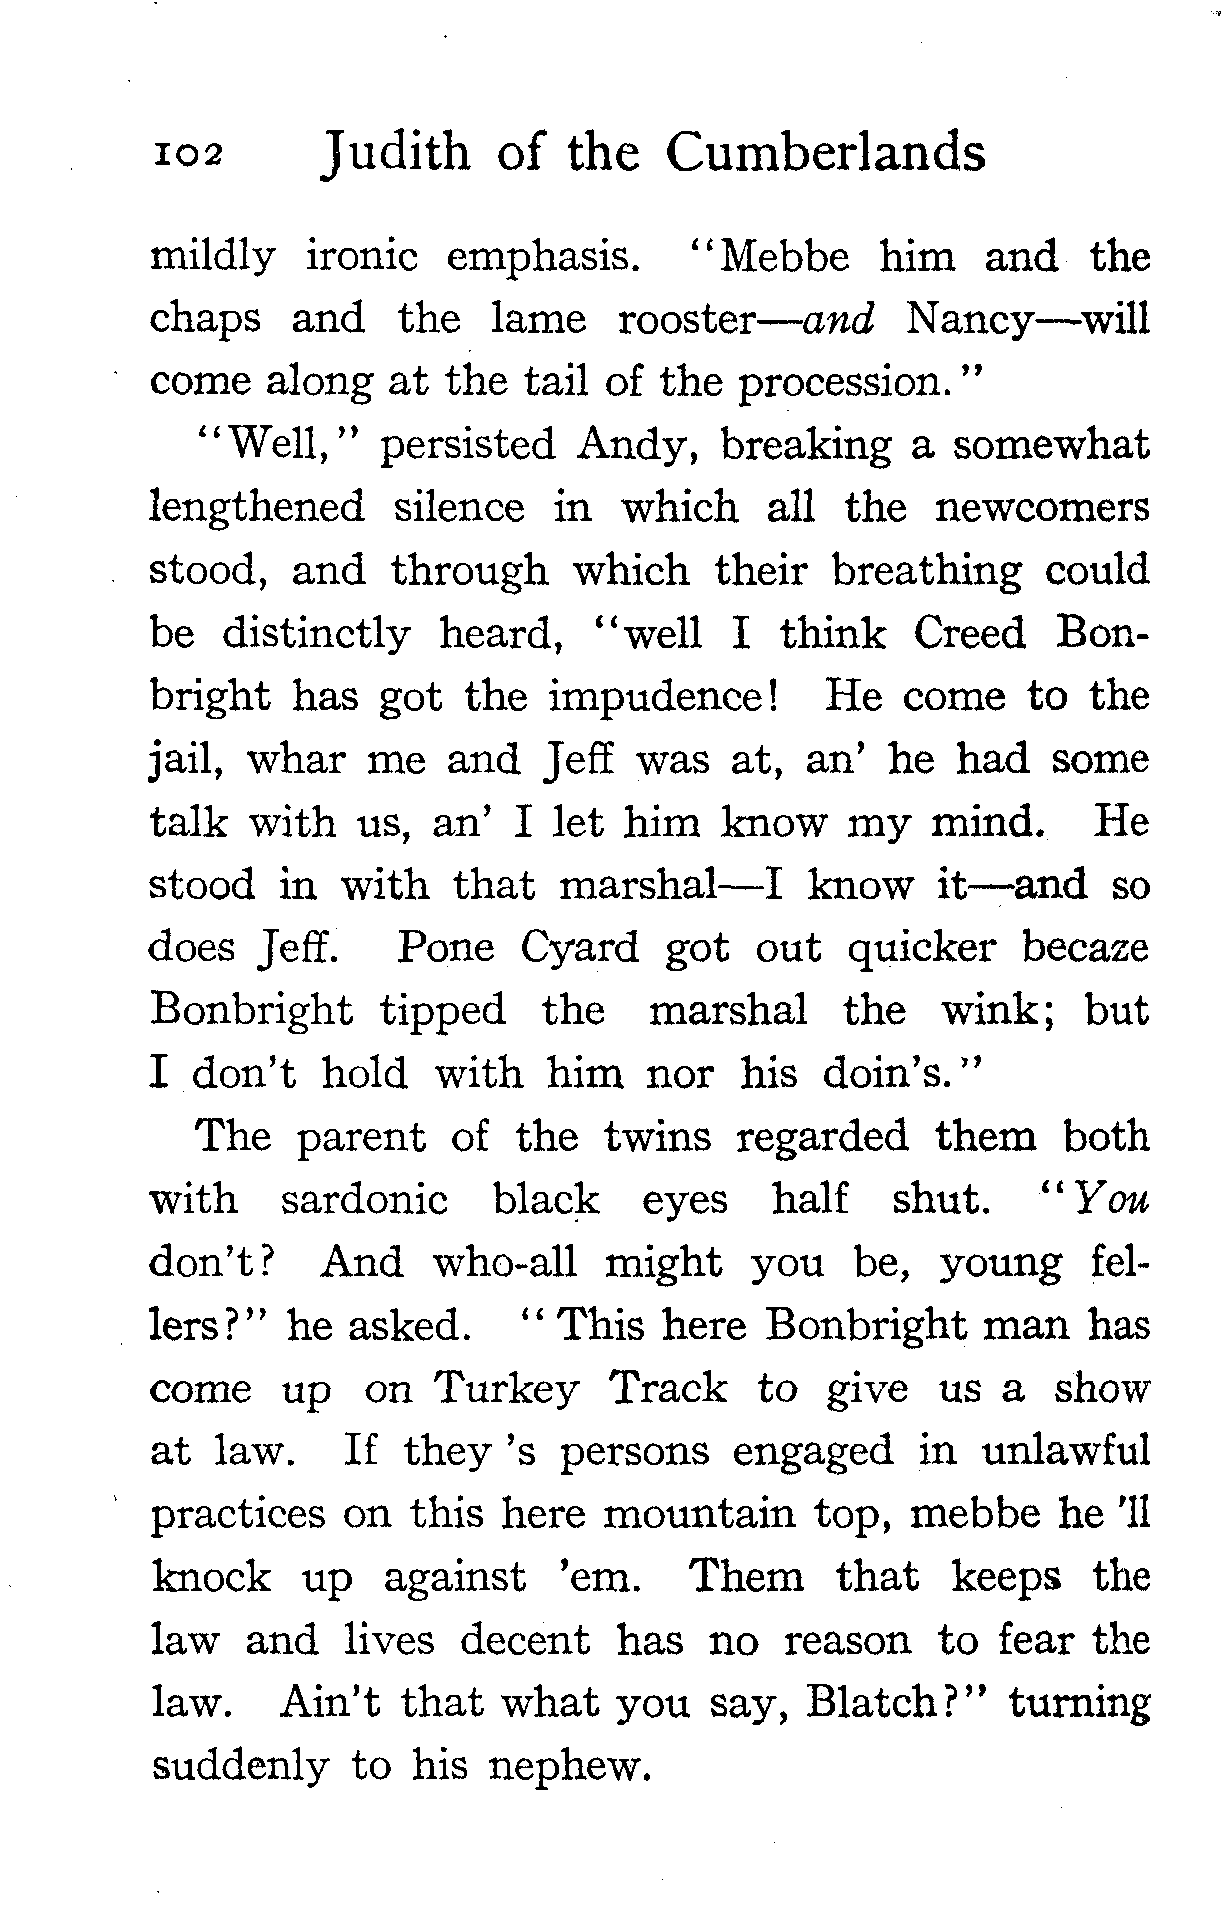 102 Judith of the Cumberlands
mildly ironic emphasis. "Mebbe him and the
chaps and the lame rooster—and Nancy—will
come along at the tail of the procession."
"Well," persisted Andy, breaking a somewhat
lengthened silence in which all the newcomers
stood, and through which their breathing could
be distinctly heard, "well I think Creed Bon-
bright has got the impudence! He come to the
jail, whar me and Jeff was at, an' he had some
talk with us, an' I let him know my mind. He
stood in with that marshal—I know it—and so
does Jeff. Pone Cyard got out quicker becaze
Bonbright tipped the marshal the wink; but
I don't hold with him nor his doin's."
The parent of the twins regarded them both
with sardonic black eyes half shut. "You
don't? And who-all might you be, young fel-
lers?" he asked. "This here Bonbright man has
come up on Turkey Track to give us a show
at law. If they 's persons engaged in unlawful
practices on this here mountain top, mebbe he 'll
knock up against 'em. Them that keeps the
law and lives decent has no reason to fear the
law. Ain't that what you say, Blatch?" turning
suddenly to his nephew.